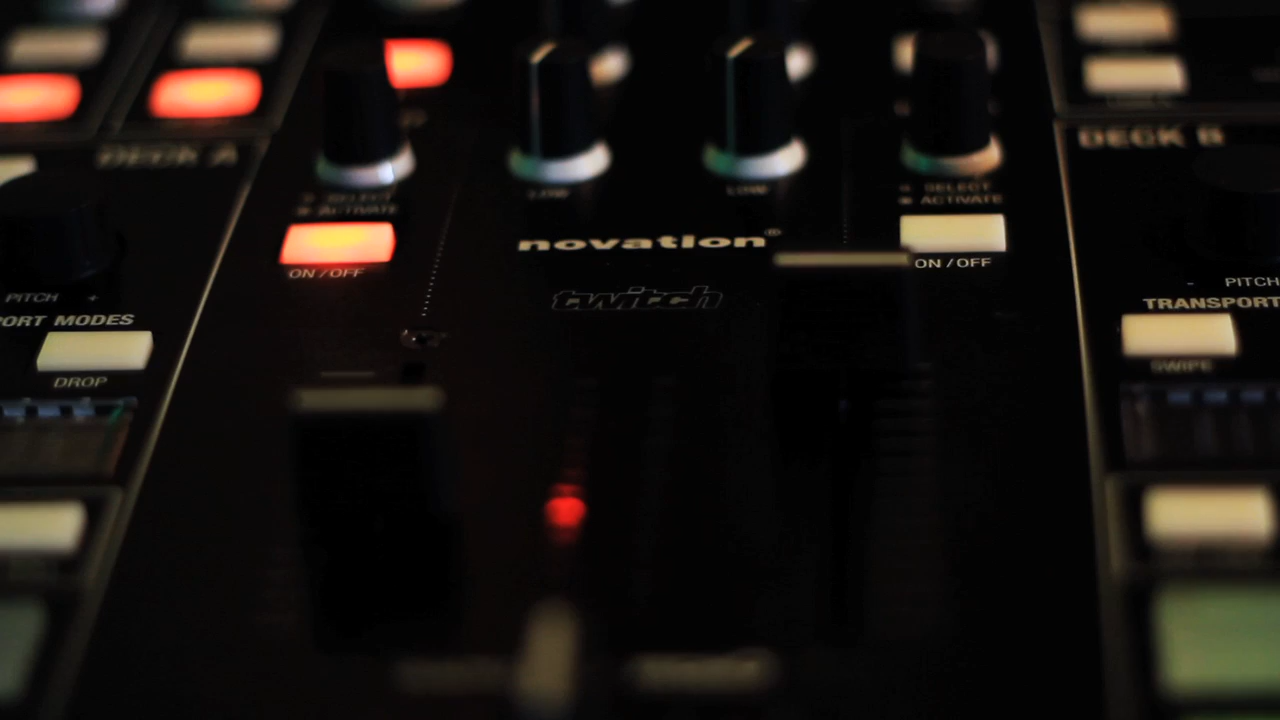 DECK A
DECK B
LOW
LOW
SELECT
ACTIVATE
SELECT
ACTIVATE
novation®
ON / OFF
ON / OFF
twitch
PITCH +
- PITCH
PORT MODES
TRANSPORT
DROP
SWIPE